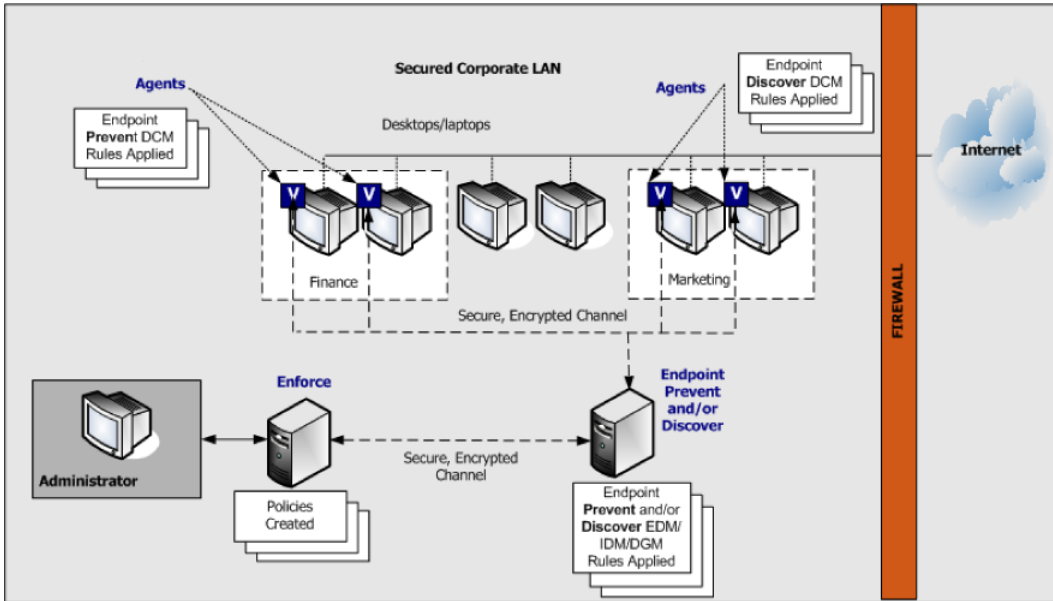 Secured Corporate LAN
Agents
Endpoint
Prevent DCM
Rules Applied
Desktops/laptops
Agents
Endpoint
Discover DCM
Rules Applied
Internet
V
V
V
V
Finance
Marketing
Secure, Encrypted Channel
FIREWALL
Administrator
Enforce
Policies
Created
Secure, Encrypted
Channel
Endpoint
Prevent
and/or
Discover
Endpoint
Prevent and/or
Discover EDM/
IDM/DGM
Rules Applied